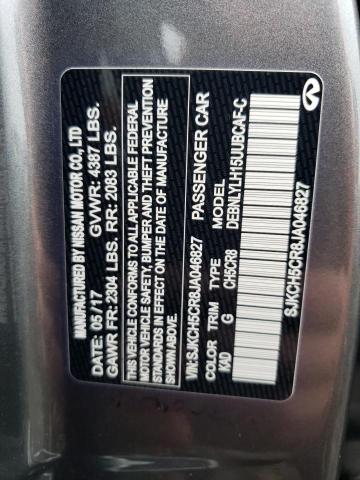 MANUFACTURED BY NISSAN MOTOR CO., LTD
DATE: 05 / 17 GVWR: 4387 LBS.
GAWR FR: 2304 LBS. RR: 2083 LBS.
THIS VEHICLE CONFORMS TO ALL APPLICABLE FEDERAL
MOTOR VEHICLE SAFETY, BUMPER AND THEFT PREVENTION
STANDARDS IN EFFECT ON THE DATE OF MANUFACTURE
SHOWN ABOVE.
VIN:SJKCH5CR8JA046827 PASSENGER CAR
COLOR TRIM TYPE MODEL
KAD G CH5CR8 DEBNLYLH15UUBCAF-C
SJKCH5CR8JA046827